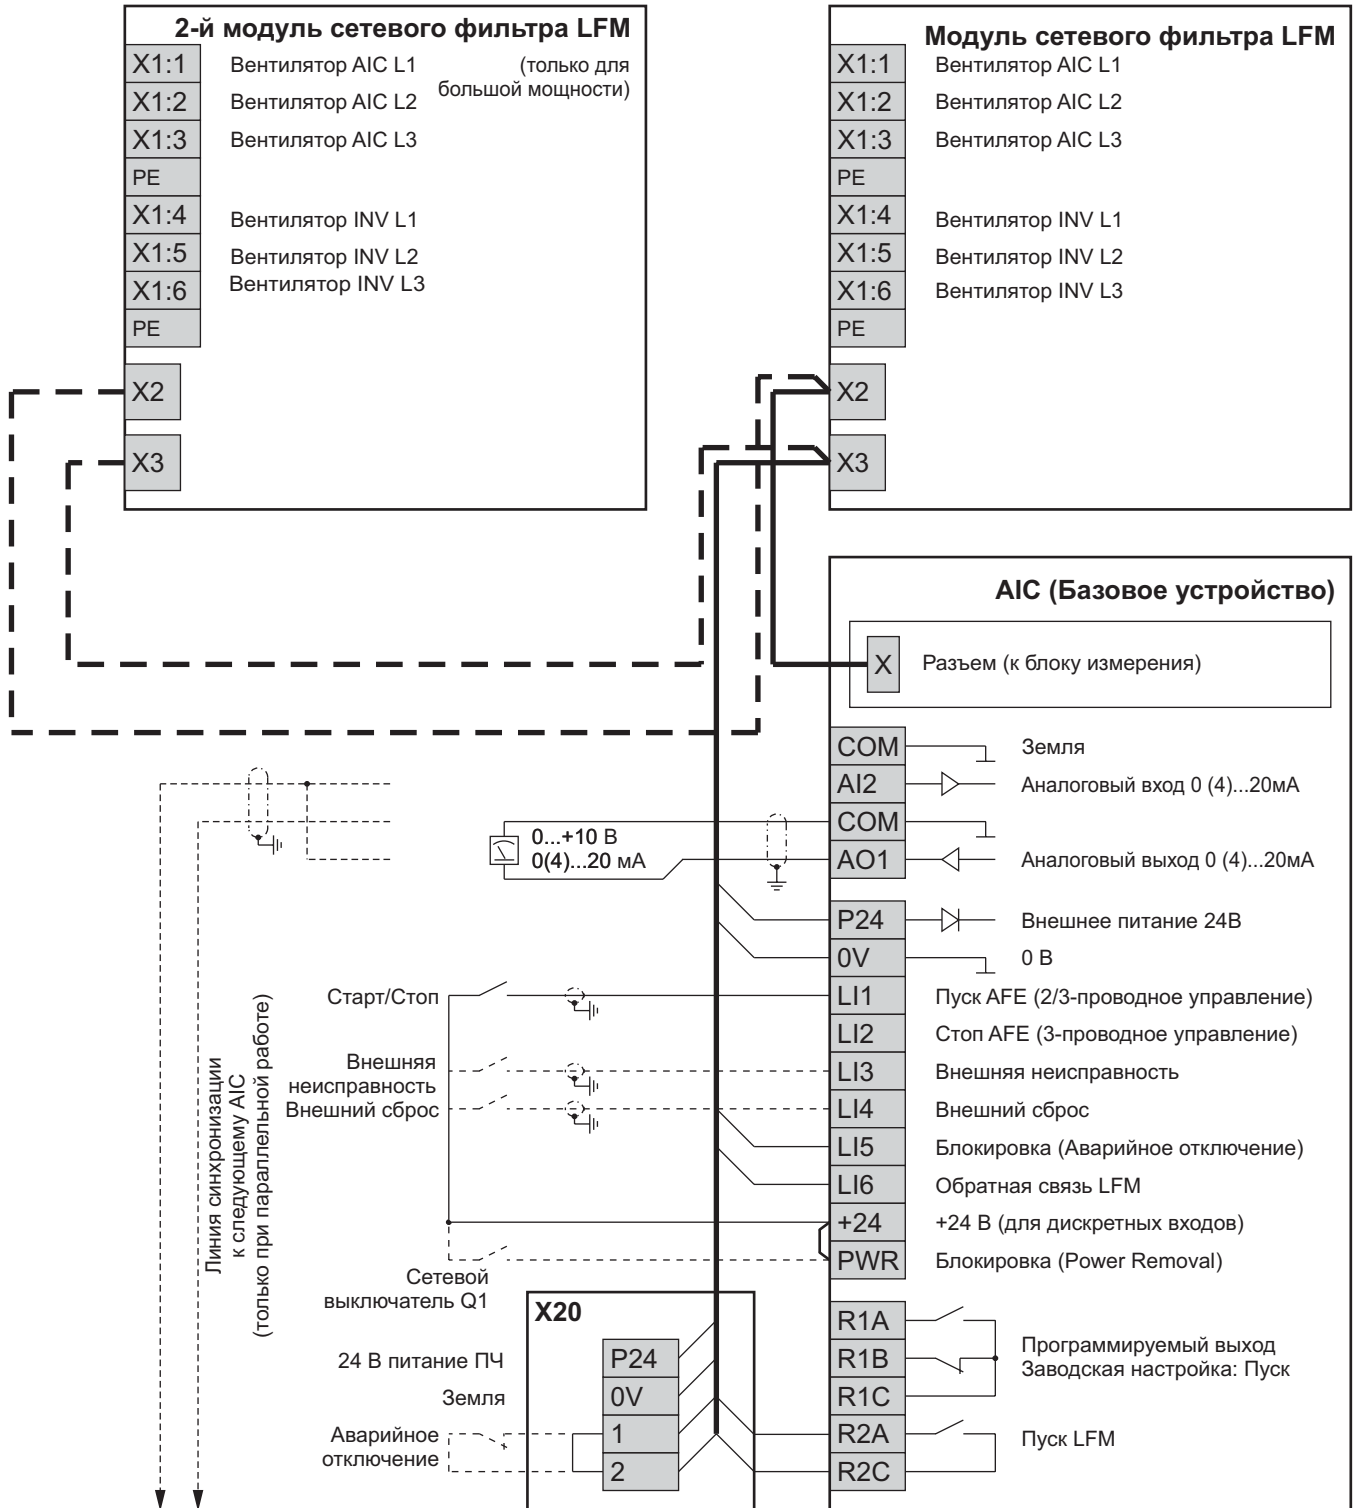 2-й модуль сетевого фильтра LFM
X1:1 Вентилятор AIC L1 (только для
большой мощности)
X1:2 Вентилятор AIC L2
X1:3 Вентилятор AIC L3
PE
X1:4 Вентилятор INV L1
X1:5 Вентилятор INV L2
X1:6 Вентилятор INV L3
PE
X2
X3
Модуль сетевого фильтра LFM
X1:1 Вентилятор AIC L1
X1:2 Вентилятор AIC L2
X1:3 Вентилятор AIC L3
PE
X1:4 Вентилятор INV L1
X1:5 Вентилятор INV L2
X1:6 Вентилятор INV L3
PE
X2
X3
AIC (Базовое устройство)
X Разъем (к блоку измерения)
COM Земля
AI2 Аналоговый вход 0 (4)...20мА
COM
AO1 Аналоговый выход 0 (4)...20мА
0...+10 В
0(4)...20 мА
P24 Внешнее питание 24В
0V 0 В
Старт/Стоп
LI1 Пуск AFE (2/3-проводное управление)
LI2 Стоп AFE (3-проводное управление)
Внешняя
неисправность
LI3 Внешняя неисправность
Внешний сброс
LI4 Внешний сброс
LI5 Блокировка (Аварийное отключение)
LI6 Обратная связь LFM
+24 +24 В (для дискретных входов)
PWR Блокировка (Power Removal)
Сетевой
выключатель Q1
Линия синхронизации
к следующему AIC
(только при параллельной работе)
X20
24 В питание ПЧ P24
Земля 0V
Аварийное
отключение
1
2
R1A
R1B
R1C
Программируемый выход
Заводская настройка: Пуск
R2A
R2C
Пуск LFM